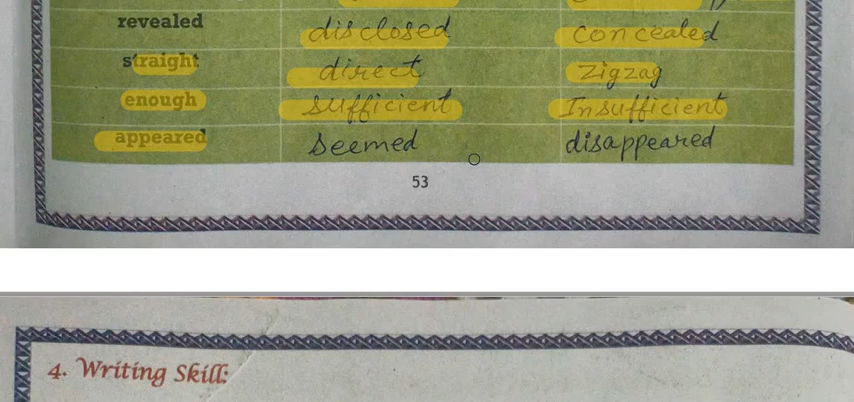 revealed disclosed concealed
straight direct zigzag
enough sufficient Insufficient
appeared seemed disappeared
53
4. Writing Skill: